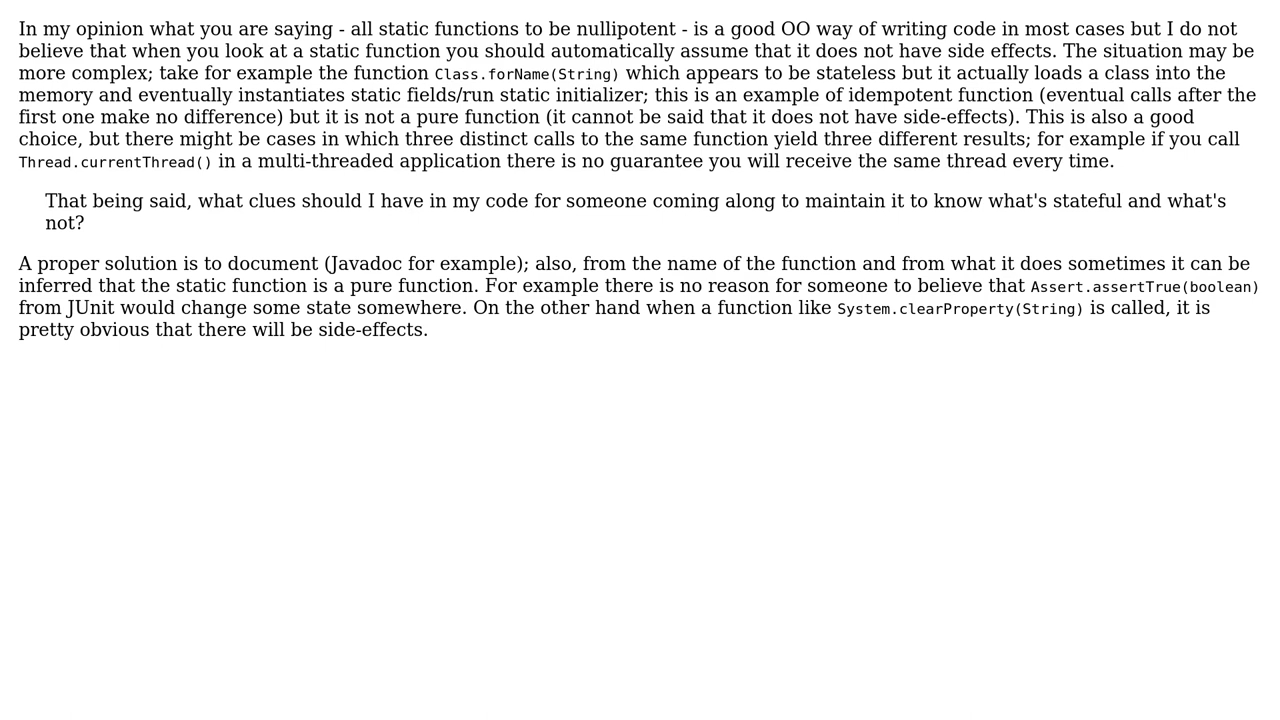 In my opinion what you are saying - all static functions to be nullipotent - is a good OO way of writing code in most cases but I do not
believe that when you look at a static function you should automatically assume that it does not have side effects. The situation may be
more complex; take for example the function Class.forName(String) which appears to be stateless but it actually loads a class into the
memory and eventually instantiates static fields/run static initializer; this is an example of idempotent function (eventual calls after the
first one make no difference) but it is not a pure function (it cannot be said that it does not have side-effects). This is also a good
choice, but there might be cases in which three distinct calls to the same function yield three different results; for example if you call
Thread.currentThread() in a multi-threaded application there is no guarantee you will receive the same thread every time.
That being said, what clues should I have in my code for someone coming along to maintain it to know what's stateful and what's
not?
A proper solution is to document (Javadoc for example); also, from the name of the function and from what it does sometimes it can be
inferred that the static function is a pure function. For example there is no reason for someone to believe that Assert.assertTrue(boolean)
from JUnit would change some state somewhere. On the other hand when a function like System.clearProperty(String) is called, it is
pretty obvious that there will be side-effects.